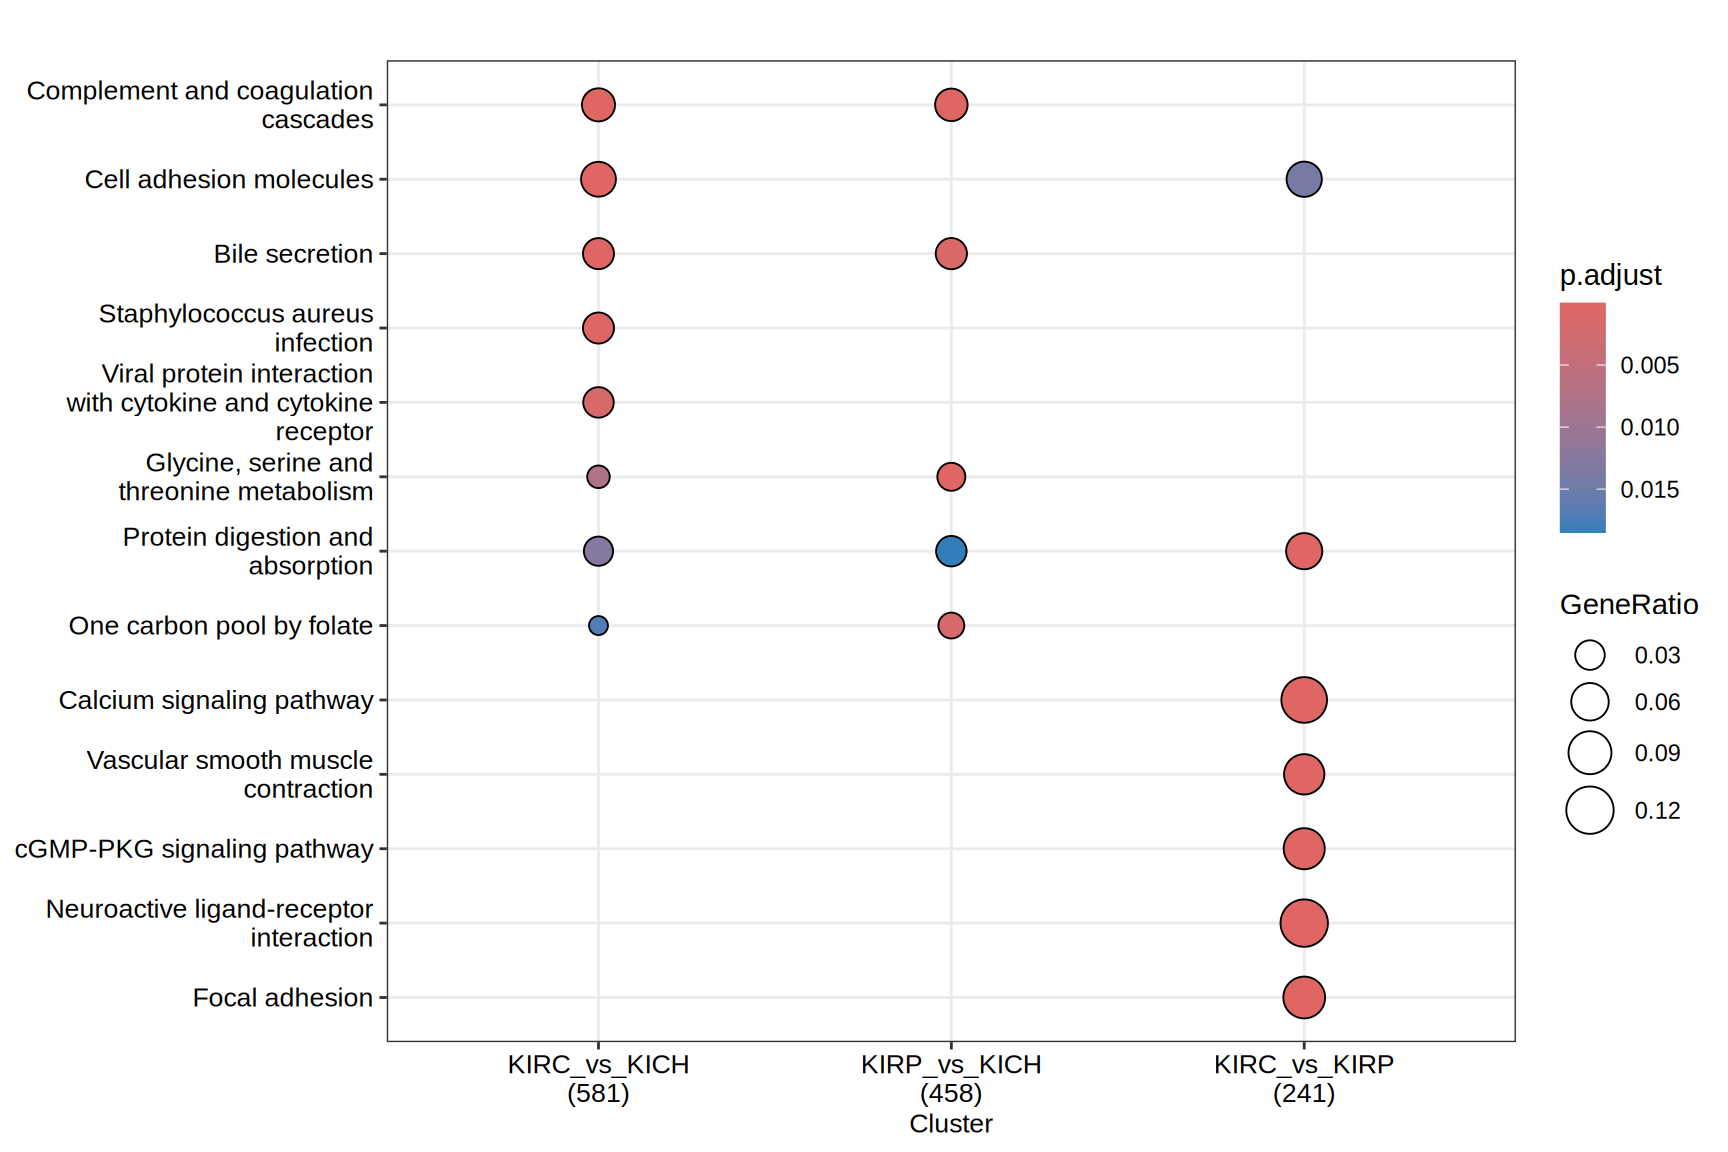 Complement and coagulation
cascades
Cell adhesion molecules
Bile secretion
Staphylococcus aureus
infection
Viral protein interaction
with cytokine and cytokine
receptor
Glycine, serine and
threonine metabolism
Protein digestion and
absorption
One carbon pool by folate
Calcium signaling pathway
Vascular smooth muscle
contraction
cGMP-PKG signaling pathway
Neuroactive ligand-receptor
interaction
Focal adhesion
KIRC_vs_KICH
(581)
KIRP_vs_KICH
(458)
KIRC_vs_KIRP
(241)
Cluster
p.adjust
0.005
0.010
0.015
GeneRatio
0.03
0.06
0.09
0.12